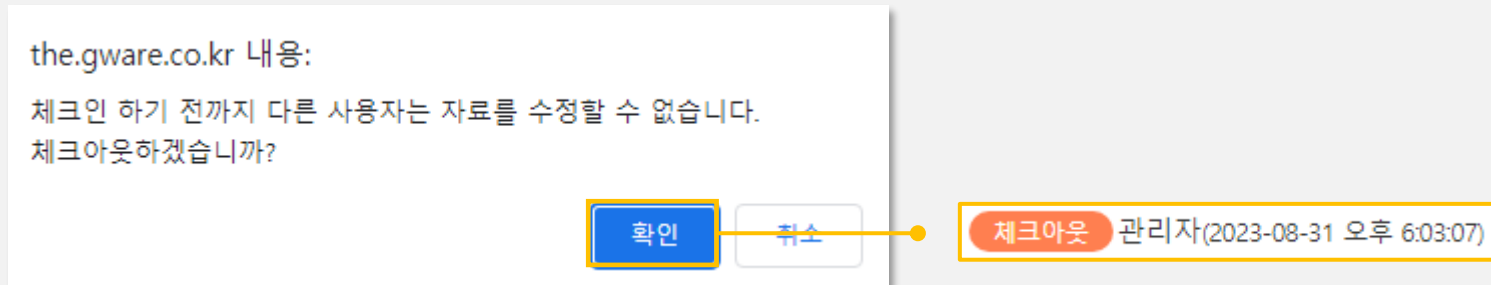 the.gware.co.kr 내용:
체크인 하기 전까지 다른 사용자는 자료를 수정할 수 없습니다.
체크아웃하겠습니까?
확인
취소
체크아웃 관리자(2023-08-31 오후 6:03:07)